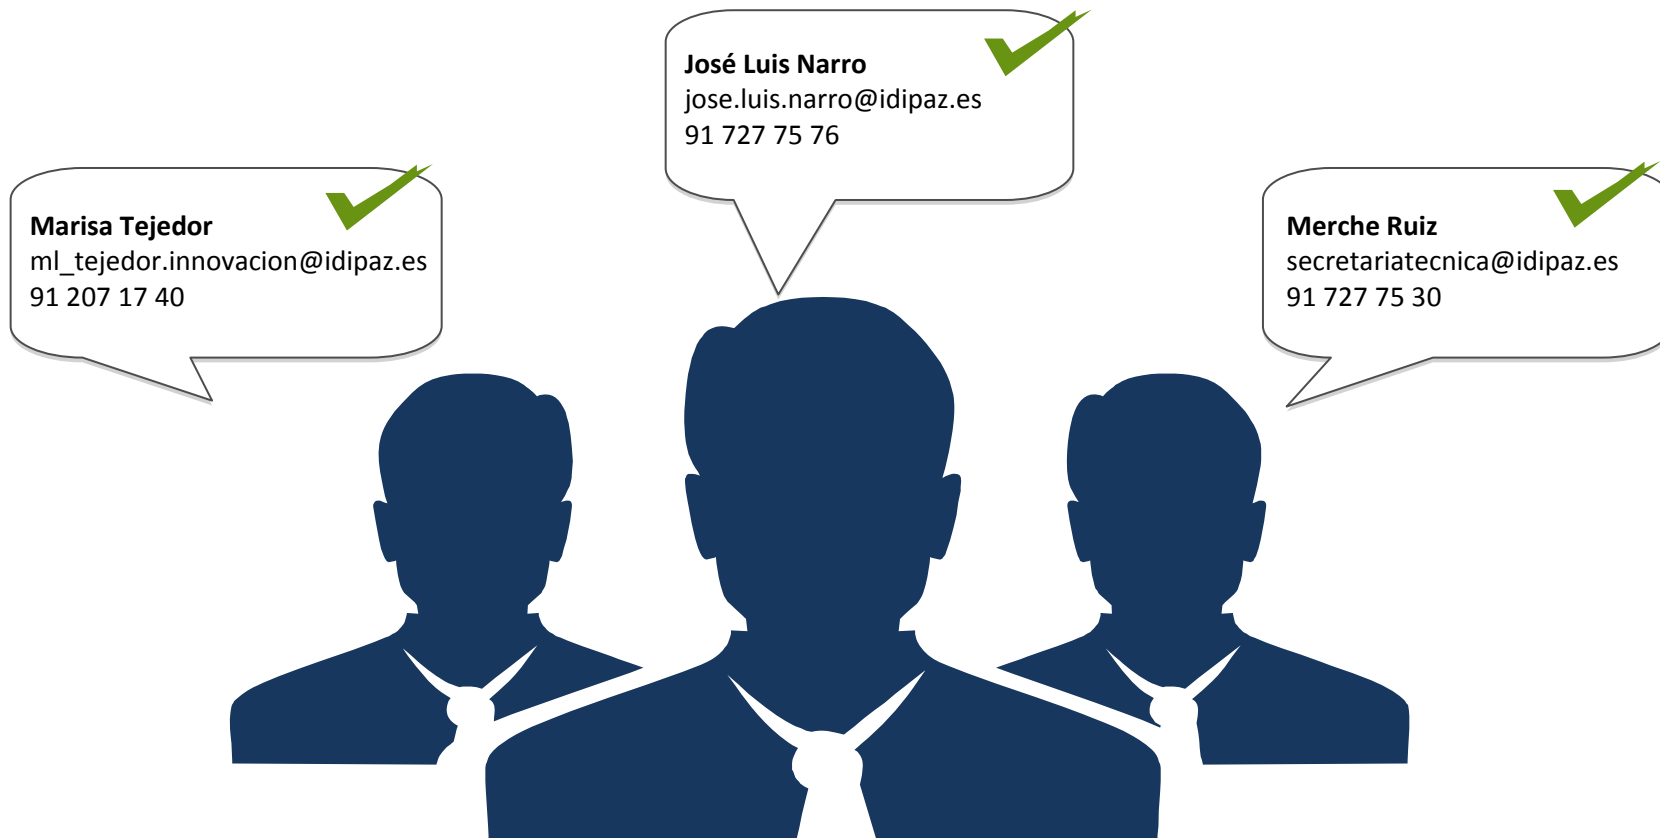 José Luis Narro
jose.luis.narro@idipaz.es
91 727 75 76
Marisa Tejedor
ml_tejedor.innovacion@idipaz.es
91 207 17 40
Merche Ruiz
secretariatecnica@idipaz.es
91 727 75 30